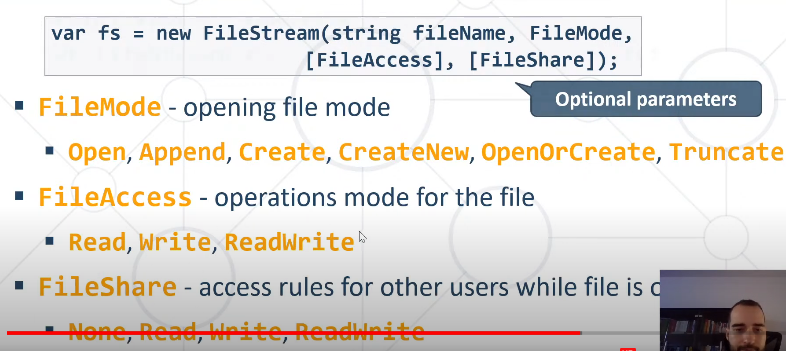 var fs = new FileStream(string fileName, FileMode,
[FileAccess], [FileShare]);
Optional parameters
▪ FileMode - opening file mode
▪ Open, Append, Create, CreateNew, OpenOrCreate, Truncate
▪ FileAccess - operations mode for the file
▪ Read, Write, ReadWrite
▪ FileShare - access rules for other users while file is
▪ None, Read, Write, ReadWrite